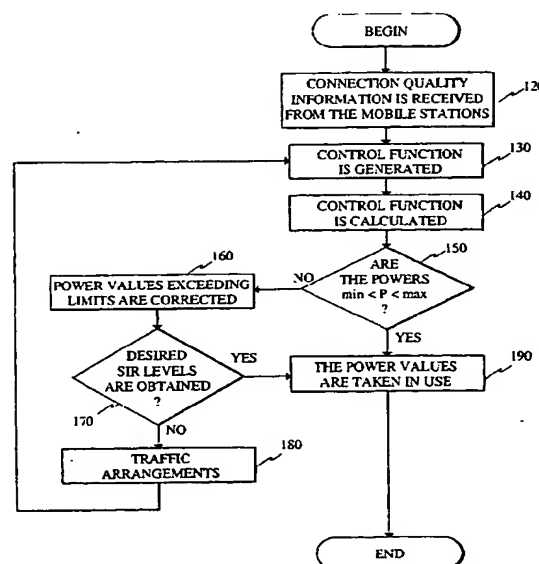 BEGIN
CONNECTION QUALITY
INFORMATION IS RECEIVED
FROM THE MOBILE STATIONS
120
CONTROL FUNCTION
IS GENERATED
130
CONTROL FUNCTION
IS CALCULATED
140
150
ARE
THE POWERS
min < P < max
?
NO
YES
160
POWER VALUES EXCEEDING
LIMITS ARE CORRECTED
DESIRED
SIR LEVELS
ARE OBTAINED
?
YES
170
NO
THE POWER VALUES
ARE TAKEN IN USE
190
TRAFFIC
ARRANGEMENTS
180
END